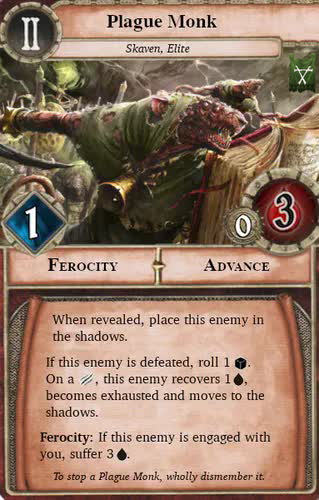 II
Plague Monk
Skaven, Elite
1
0
3
Ferocity
Advance
When revealed, place this enemy in
the shadows.
If this enemy is defeated, roll 1 .
On a , this enemy recovers 1 ,
becomes exhausted and moves to the
shadows.
Ferocity: If this enemy is engaged with
you, suffer 3 .
To stop a Plague Monk, wholly dismember it.